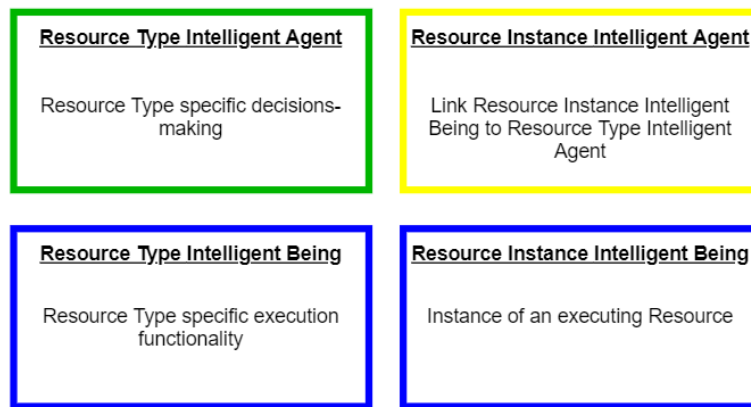 Resource Type Intelligent Agent
Resource Type specific decisions-
making
Resource Instance Intelligent Agent
Link Resource Instance Intelligent
Being to Resource Type Intelligent
Agent
Resource Type Intelligent Being
Resource Type specific execution
functionality
Resource Instance Intelligent Being
Instance of an executing Resource